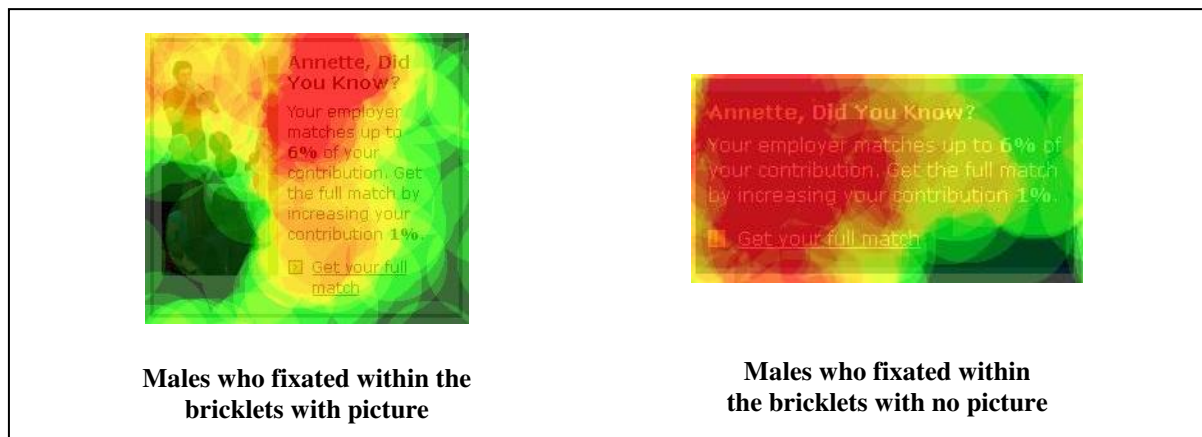 Annette, Did
You Know?
Your employer
matches up to
6% of your
contribution. Get
the full match by
increasing your
contribution 1%.
Get your full
match
Males who fixated within the
bricklets with picture
Annette, Did You Know?
Your employer matches up to 6% of
your contribution. Get the full match
by increasing your contribution 1%.
Get your full match
Males who fixated within
the bricklets with no picture